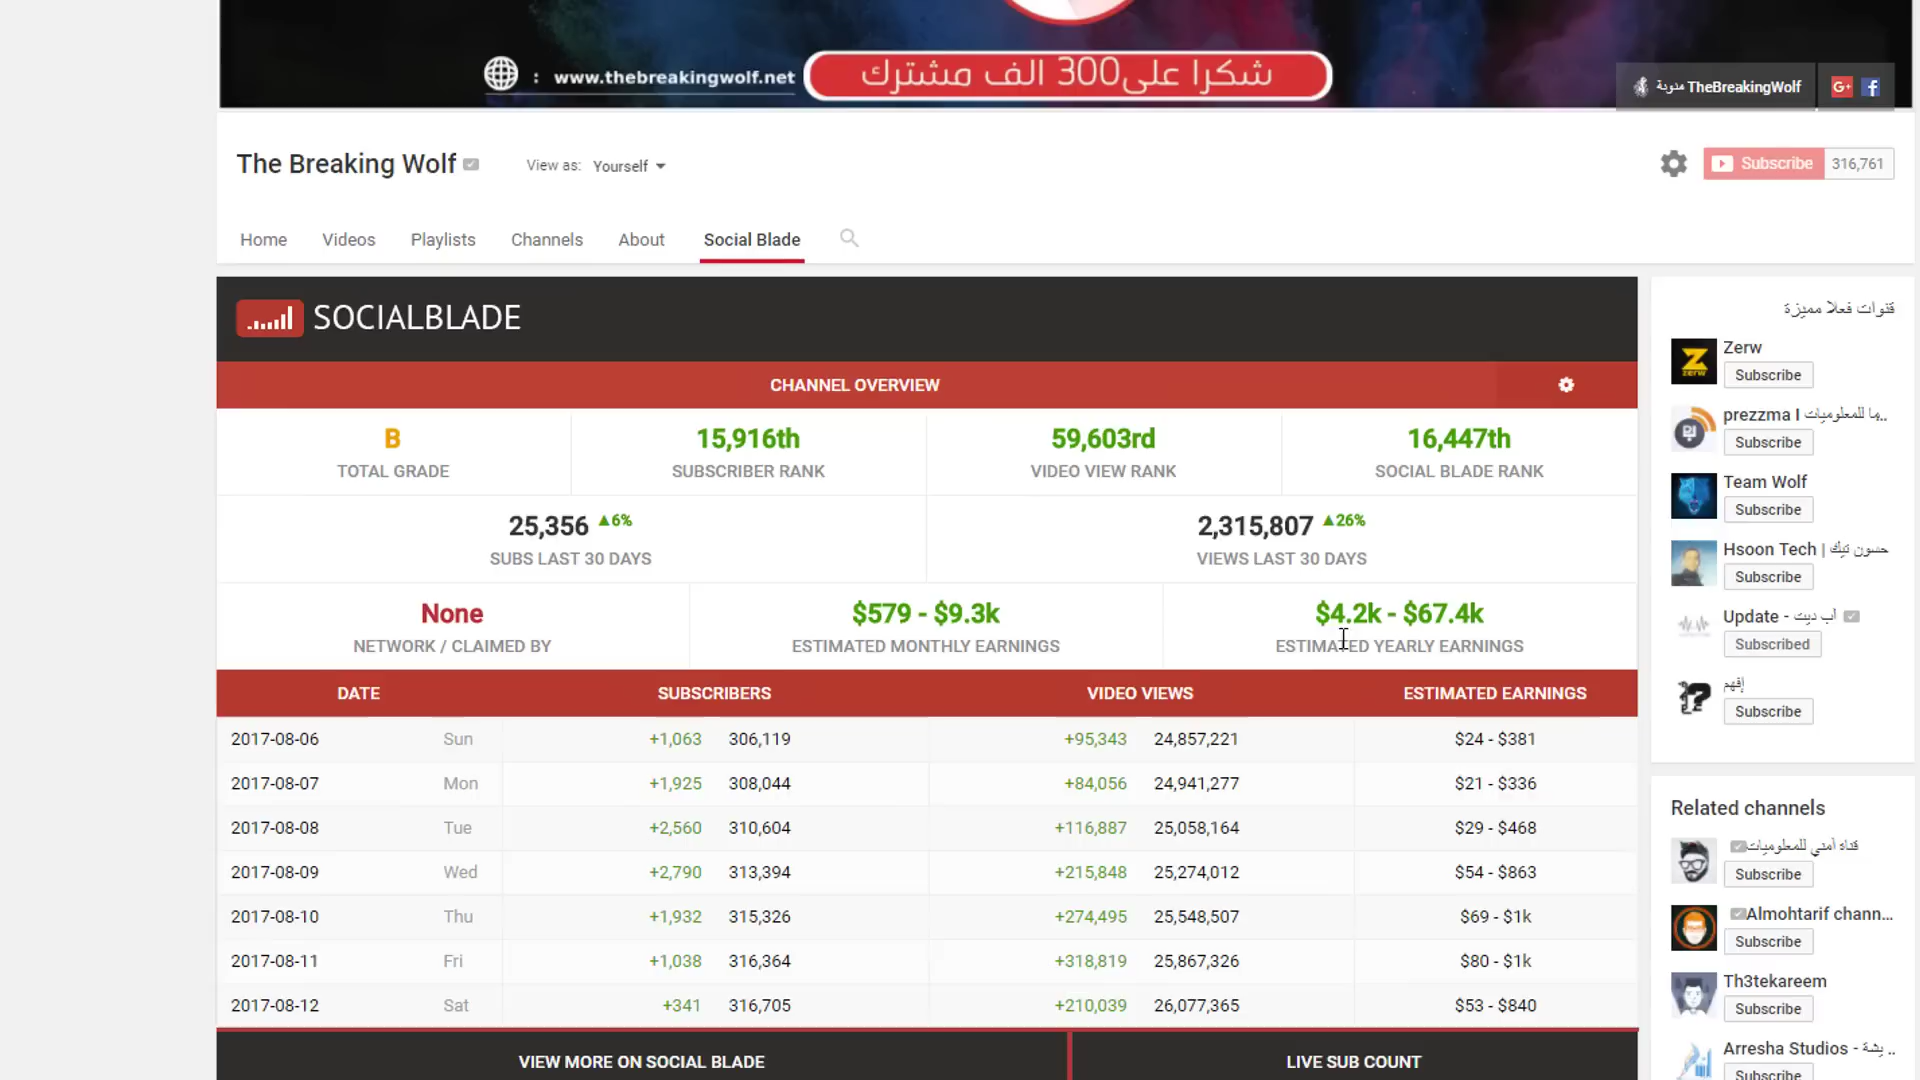 : www.thebreakingwolf.net
شكرا على300 الف مشترك
مدونة TheBreakingWolf
G+ f
The Breaking Wolf
View as: Yourself
Subscribe 316,761
Home Videos Playlists Channels About Social Blade
SOCIALBLADE
CHANNEL OVERVIEW
B 15,916th 59,603rd 16,447th
TOTAL GRADE SUBSCRIBER RANK VIDEO VIEW RANK SOCIAL BLADE RANK
25,356 ▲6% 2,315,807 ▲26%
SUBS LAST 30 DAYS VIEWS LAST 30 DAYS
None $579 - $9.3k $4.2k - $67.4k
NETWORK / CLAIMED BY ESTIMATED MONTHLY EARNINGS ESTIMATED YEARLY EARNINGS
DATE SUBSCRIBERS VIDEO VIEWS ESTIMATED EARNINGS
2017-08-06 Sun +1,063 306,119 +95,343 24,857,221 $24 - $381
2017-08-07 Mon +1,925 308,044 +84,056 24,941,277 $21 - $336
2017-08-08 Tue +2,560 310,604 +116,887 25,058,164 $29 - $468
2017-08-09 Wed +2,790 313,394 +215,848 25,274,012 $54 - $863
2017-08-10 Thu +1,932 315,326 +274,495 25,548,507 $69 - $1k
2017-08-11 Fri +1,038 316,364 +318,819 25,867,326 $80 - $1k
2017-08-12 Sat +341 316,705 +210,039 26,077,365 $53 - $840
VIEW MORE ON SOCIAL BLADE LIVE SUB COUNT
قنوات فعلا مميزة
Zerw
Subscribe
prezzma I ما للمعلوميات..
Subscribe
Team Wolf
Subscribe
Hsoon Tech | حسون تيك
Subscribe
Update - اب ديت
Subscribed
إفهم
Subscribe
Related channels
قناة أمني للمعلوميات
Subscribe
Almohtarif chann...
Subscribe
Th3tekareem
Subscribe
Arresha Studios - ريشة ..
Subscribe